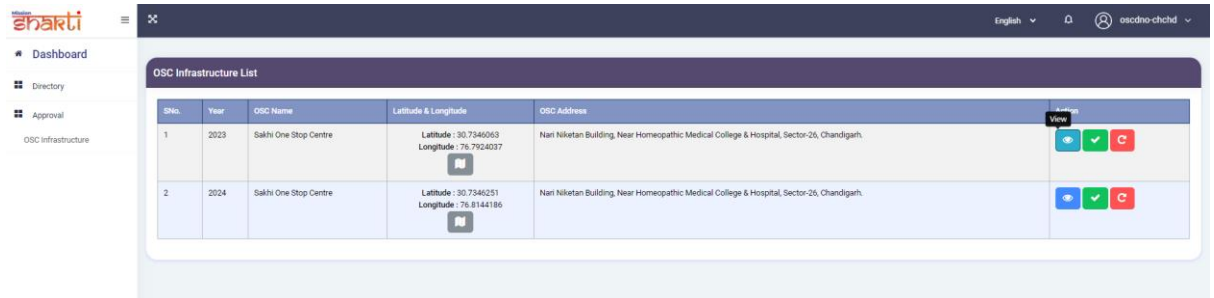 Mission
Shakti
English
oscdno-chchd
Dashboard
Directory
Approval
OSC Infrastructure
OSC Infrastructure List
SNo. Year OSC Name Latitude & Longitude OSC Address Action
View
1 2023 Sakhi One Stop Centre Latitude : 30.7346063 Nari Niketan Building, Near Homeopathic Medical College & Hospital, Sector-26, Chandigarh.
Longitude : 76.7924037
2 2024 Sakhi One Stop Centre Latitude : 30.7346251 Nari Niketan Building, Near Homeopathic Medical College & Hospital, Sector-26, Chandigarh.
Longitude : 76.8144186